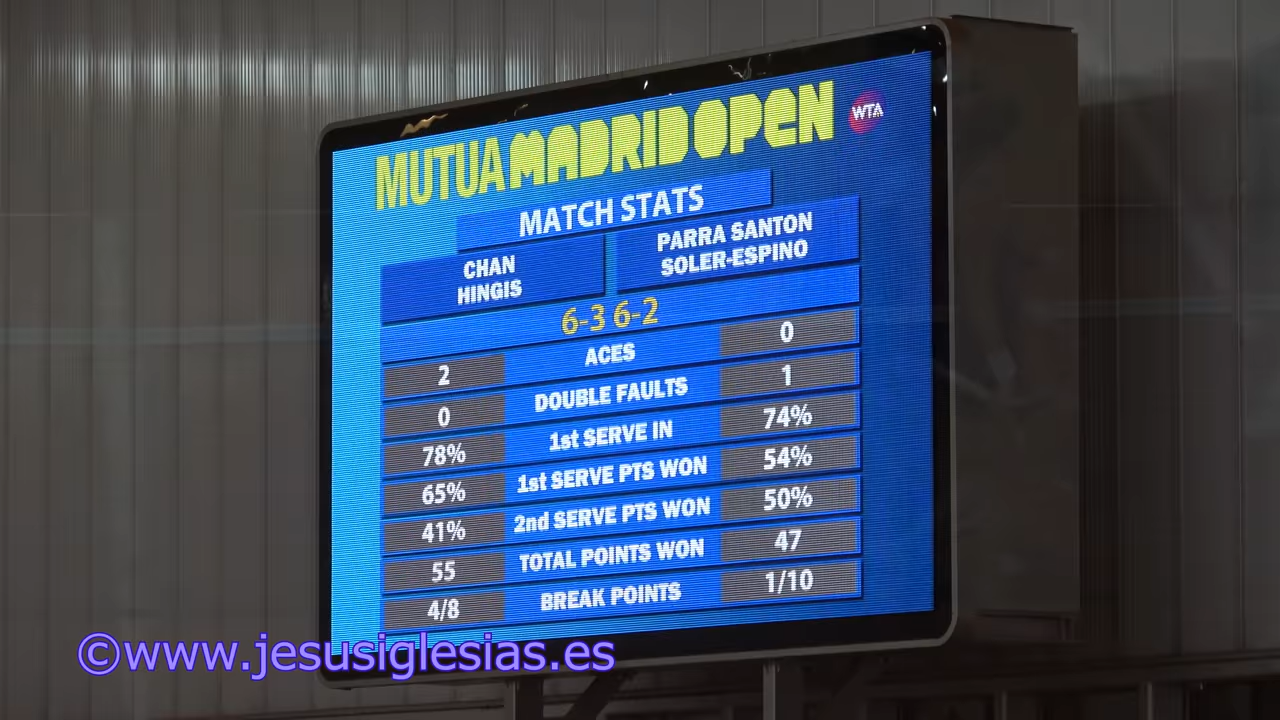 MUTUA MADRID OPEN WTA
MATCH STATS
CHAN
HINGIS
PARRA SANTON
SOLER-ESPINO
6-3 6-2
2 ACES 0
0 DOUBLE FAULTS 1
78% 1st SERVE IN 74%
65% 1st SERVE PTS WON 54%
41% 2nd SERVE PTS WON 50%
55 TOTAL POINTS WON 47
4/8 BREAK POINTS 1/10
©www.jesusiglesias.es